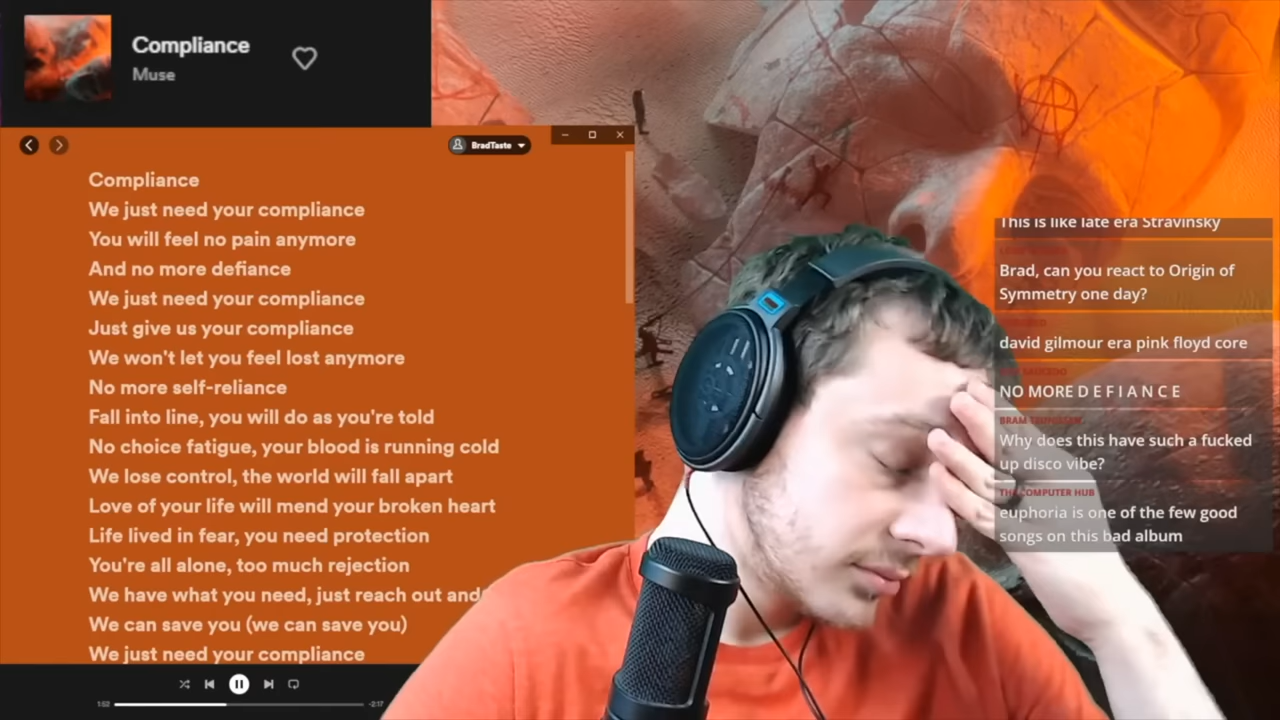 Compliance
Muse
BradTaste
Compliance
We just need your compliance
You will feel no pain anymore
And no more defiance
We just need your compliance
Just give us your compliance
We won't let you feel lost anymore
No more self-reliance
Fall into line, you will do as you're told
No choice fatigue, your blood is running cold
We lose control, the world will fall apart
Love of your life will mend your broken heart
Life lived in fear, you need protection
You're all alone, too much rejection
We have what you need, just reach out and
We can save you (we can save you)
We just need your compliance
1:52
-2:17
This is like late era Stravinsky
Brad, can you react to Origin of
Symmetry one day?
david gilmour era pink floyd core
NO MORE D E F I A N C E
Why does this have such a fucked
up disco vibe?
THE COMPUTER HUB
euphoria is one of the few good
songs on this bad album